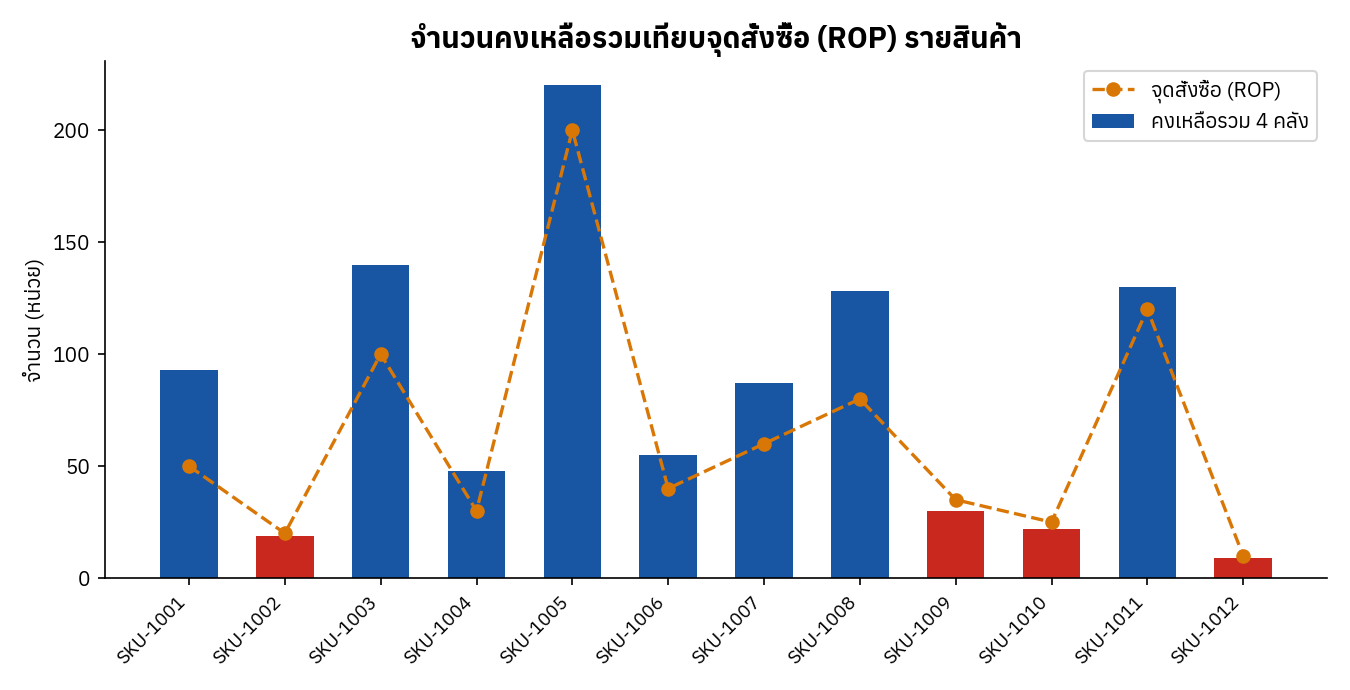 จำนวนคงเหลือรวมเทียบจุดสั่งซื้อ (ROP) รายสินค้า
จุดสั่งซื้อ (ROP)
คงเหลือรวม 4 คลัง
จำนวน (หน่วย)
200
150
100
50
0
SKU-1001
SKU-1002
SKU-1003
SKU-1004
SKU-1005
SKU-1006
SKU-1007
SKU-1008
SKU-1009
SKU-1010
SKU-1011
SKU-1012